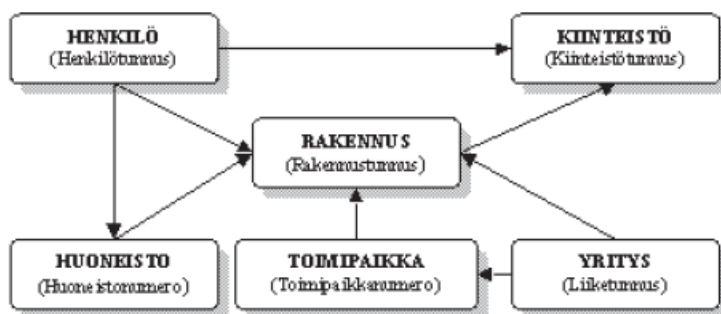 HENKILÖ
(Henkilötunnus)
KIINTEISTÖ
(Kiinteistötunnus)
RAKENNUS
(Rakennustunnus)
HUONEISTO
(Huoneistonumero)
TOIMIPAIKKA
(Toimipaikkanumero)
YRITYS
(Liiketunnus)